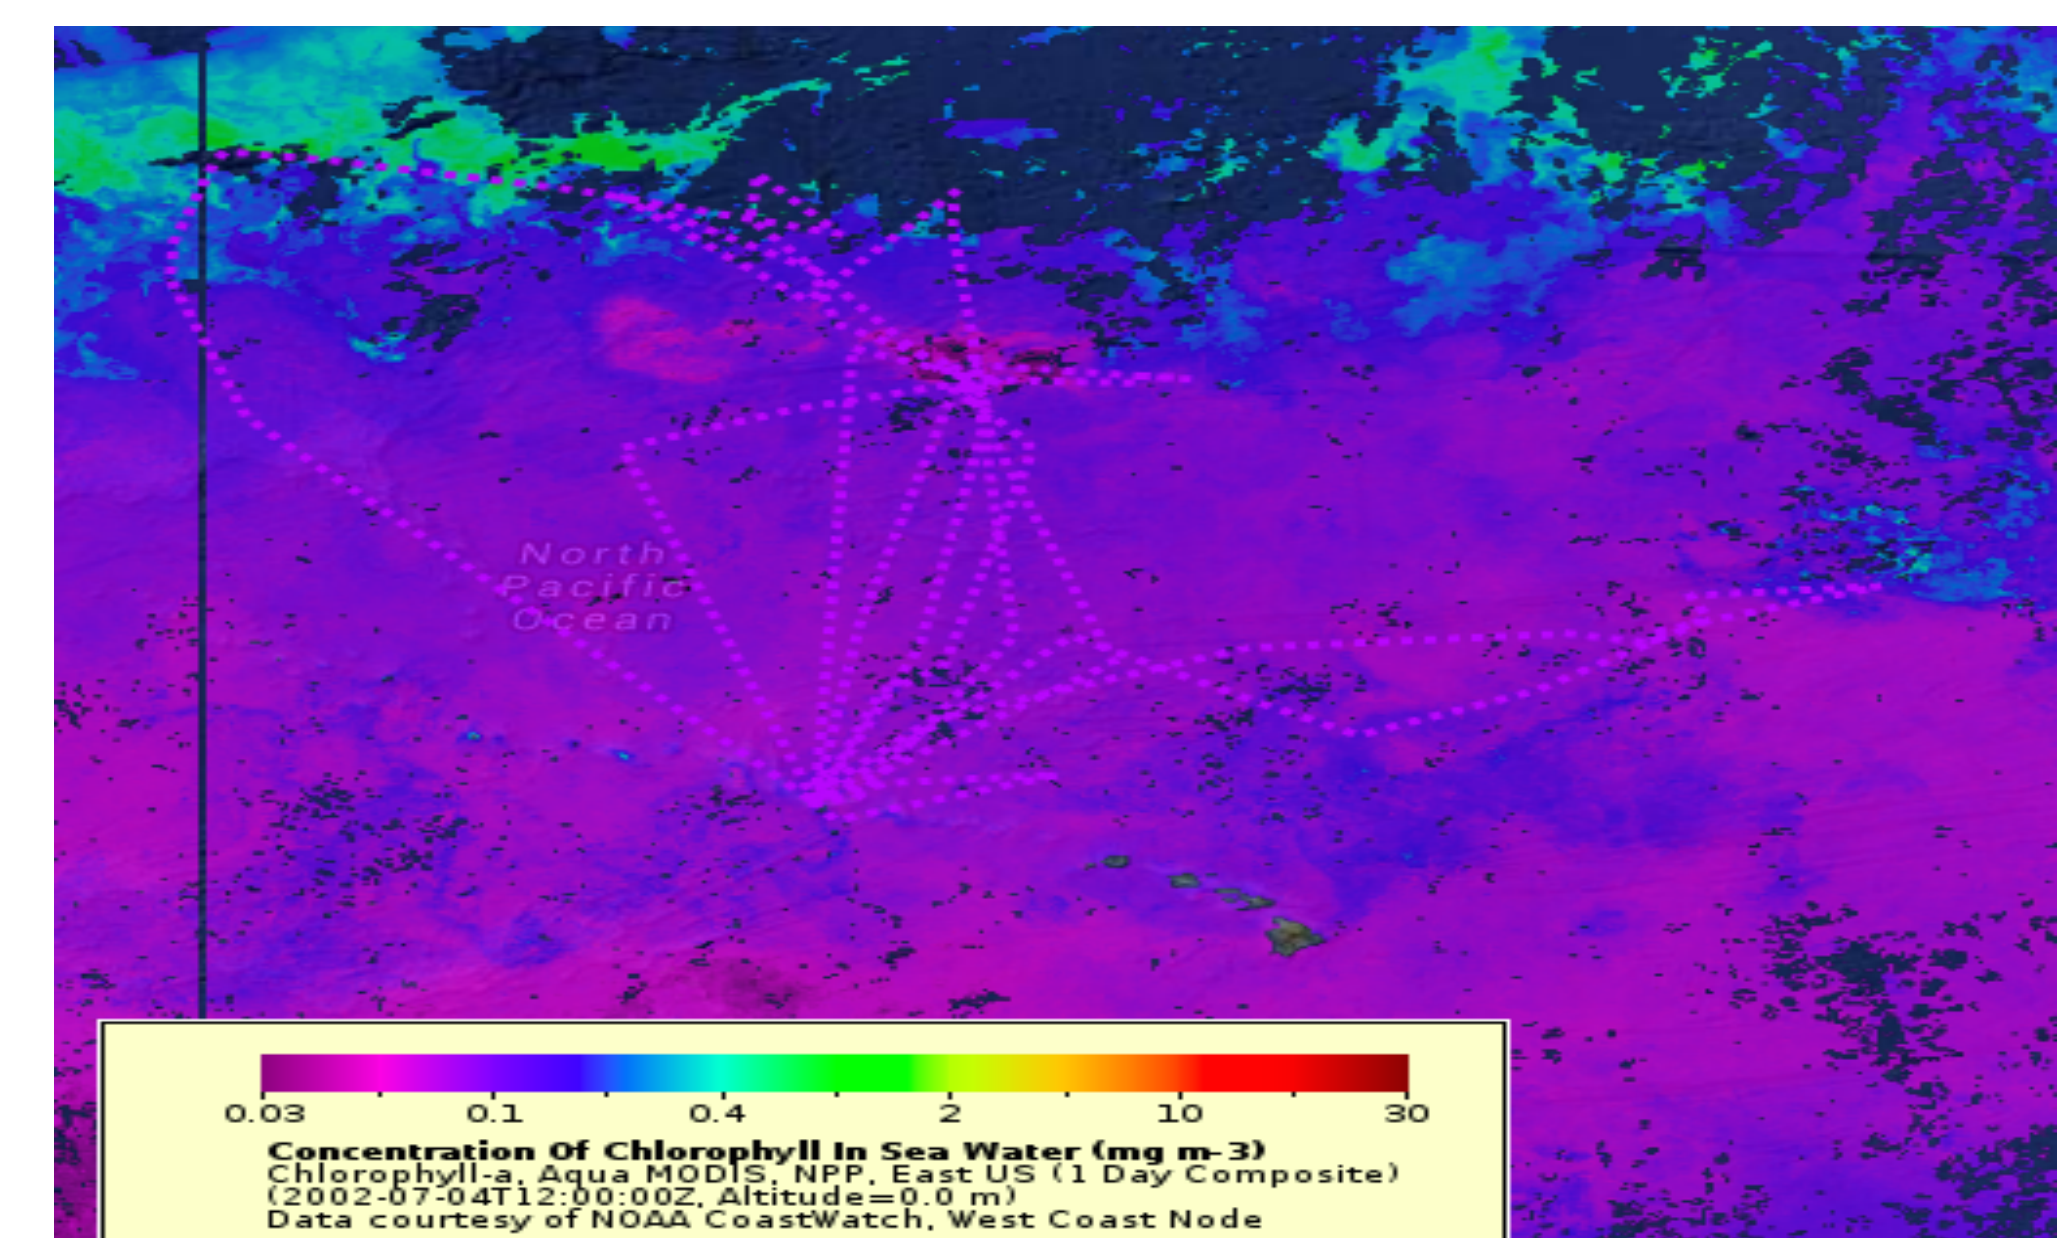 North
Pacific
Ocean
0.03 0.1 0.4 2 10 30
Concentration Of Chlorophyll In Sea Water (mg m-3)
Chlorophyll-a, Aqua MODIS, NPP, East US (1 Day Composite)
(2002-07-04T12:00:00Z, Altitude=0.0 m)
Data courtesy of NOAA CoastWatch, West Coast Node